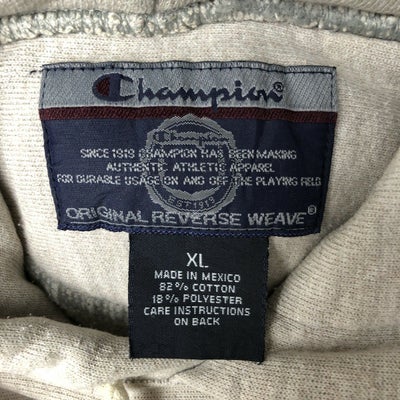 Champion®
Champion
SINCE 1919 CHAMPION HAS BEEN MAKING
AUTHENTIC ATHLETIC APPAREL
FOR DURABLE USAGE ON AND OFF THE PLAYING FIELD.
EST 1919
ORIGINAL REVERSE WEAVE®
XL
MADE IN MEXICO
82% COTTON
18% POLYESTER
CARE INSTRUCTIONS
ON BACK